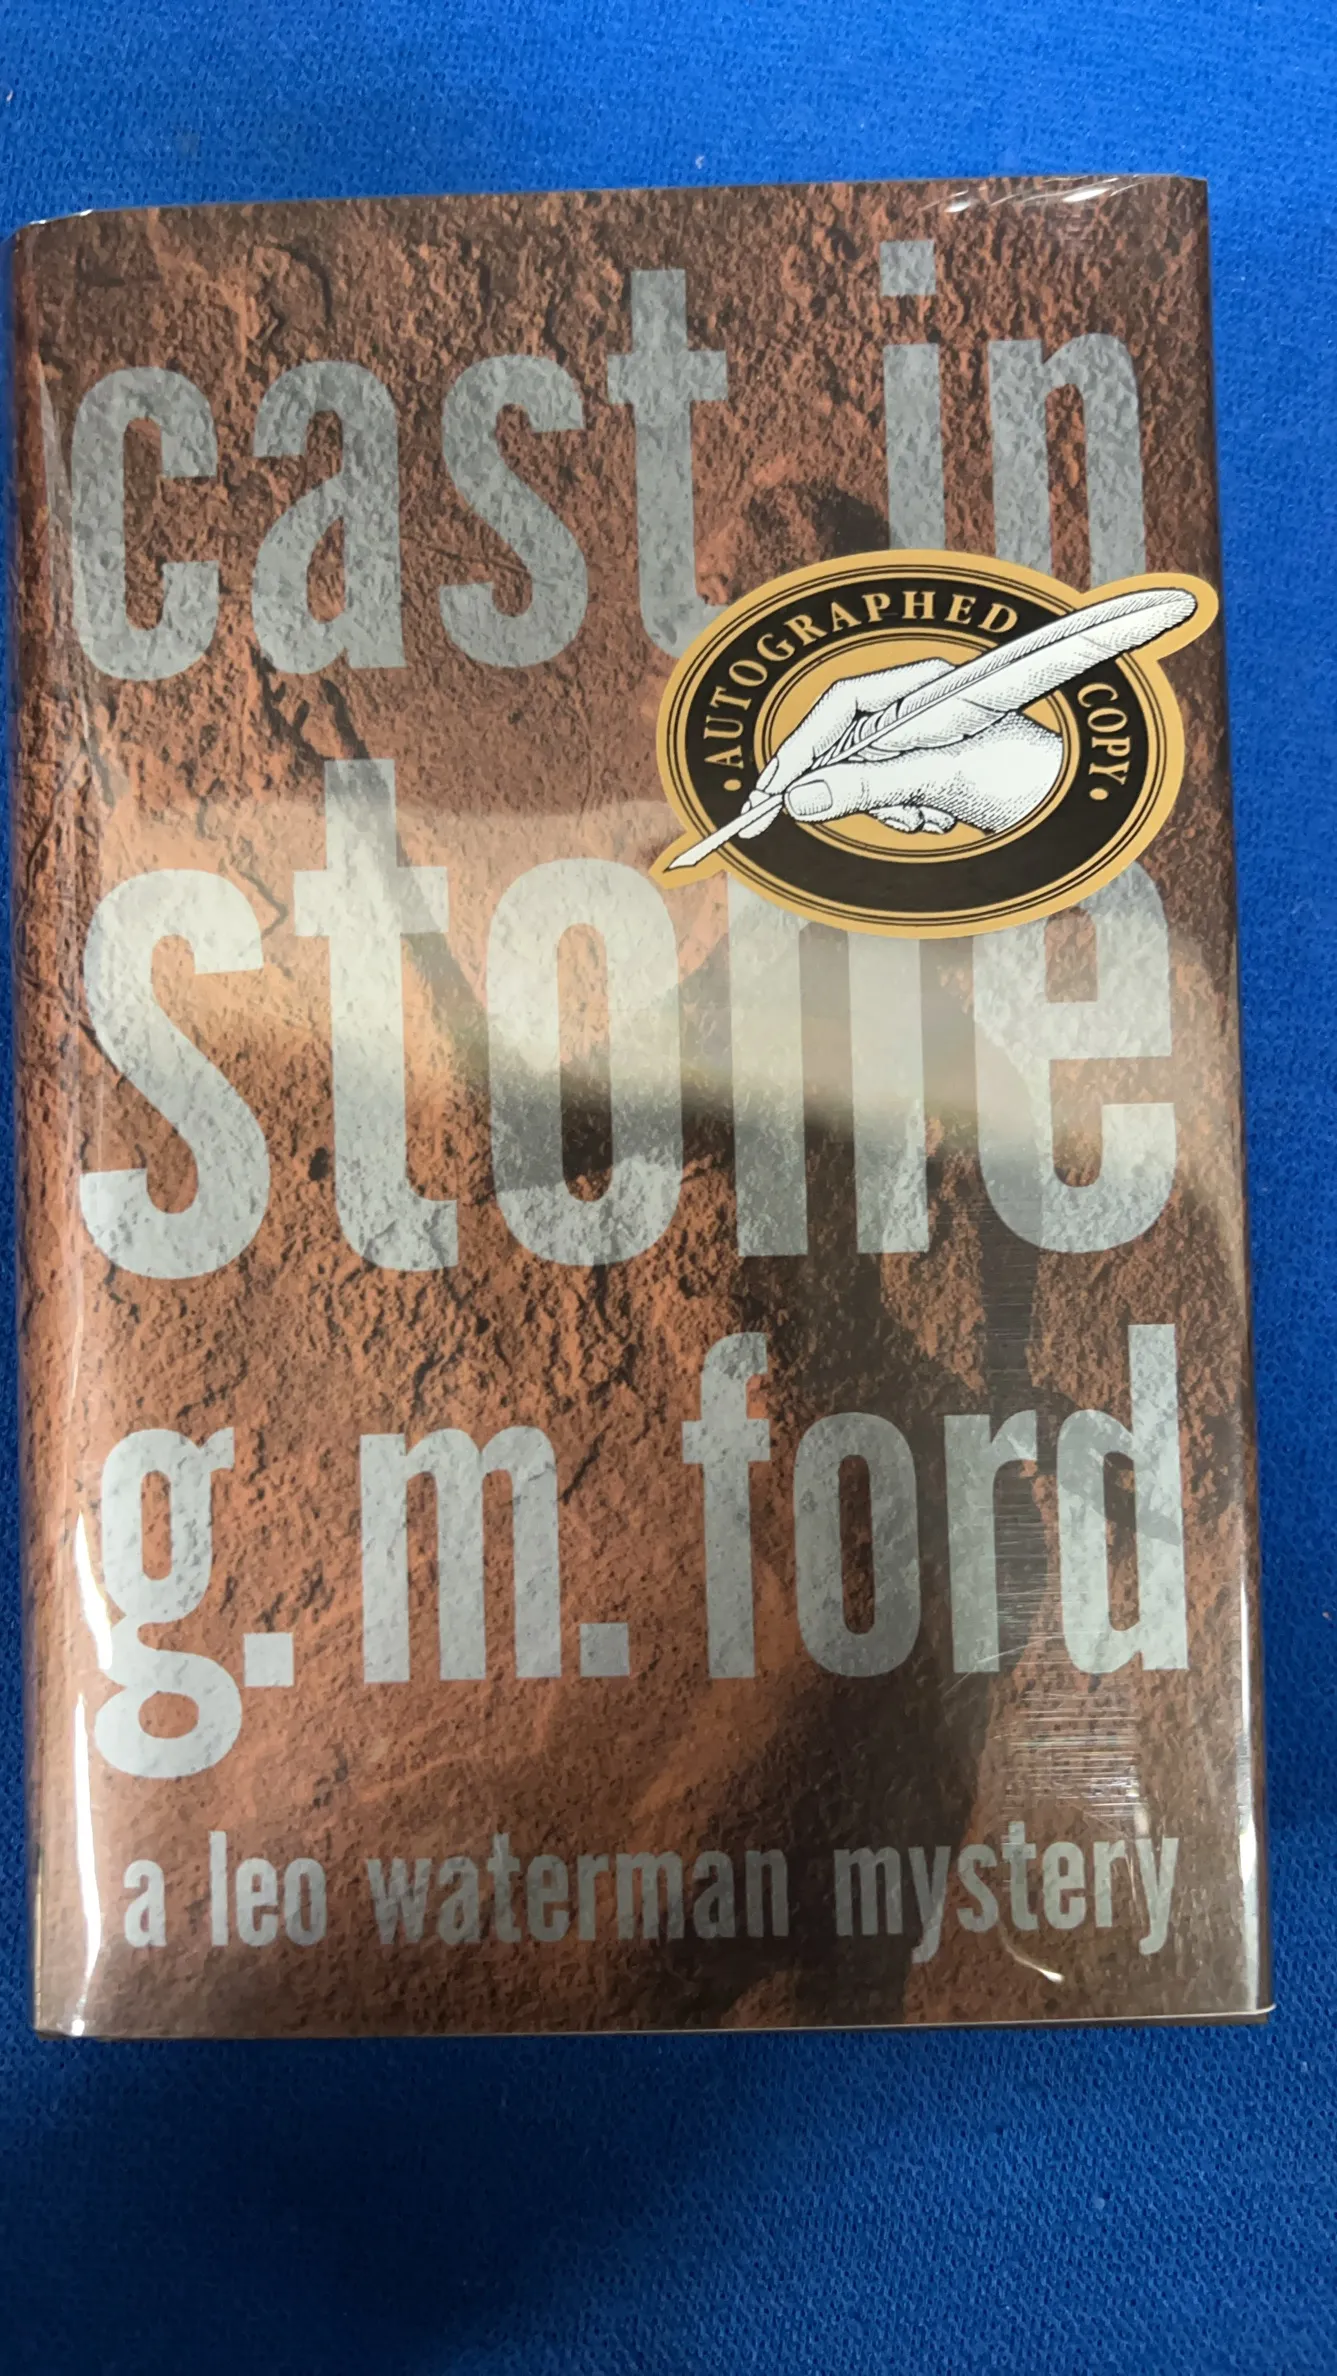 cast in
AUTOGRAPHED COPY
stone
g. m. ford
a leo waterman mystery